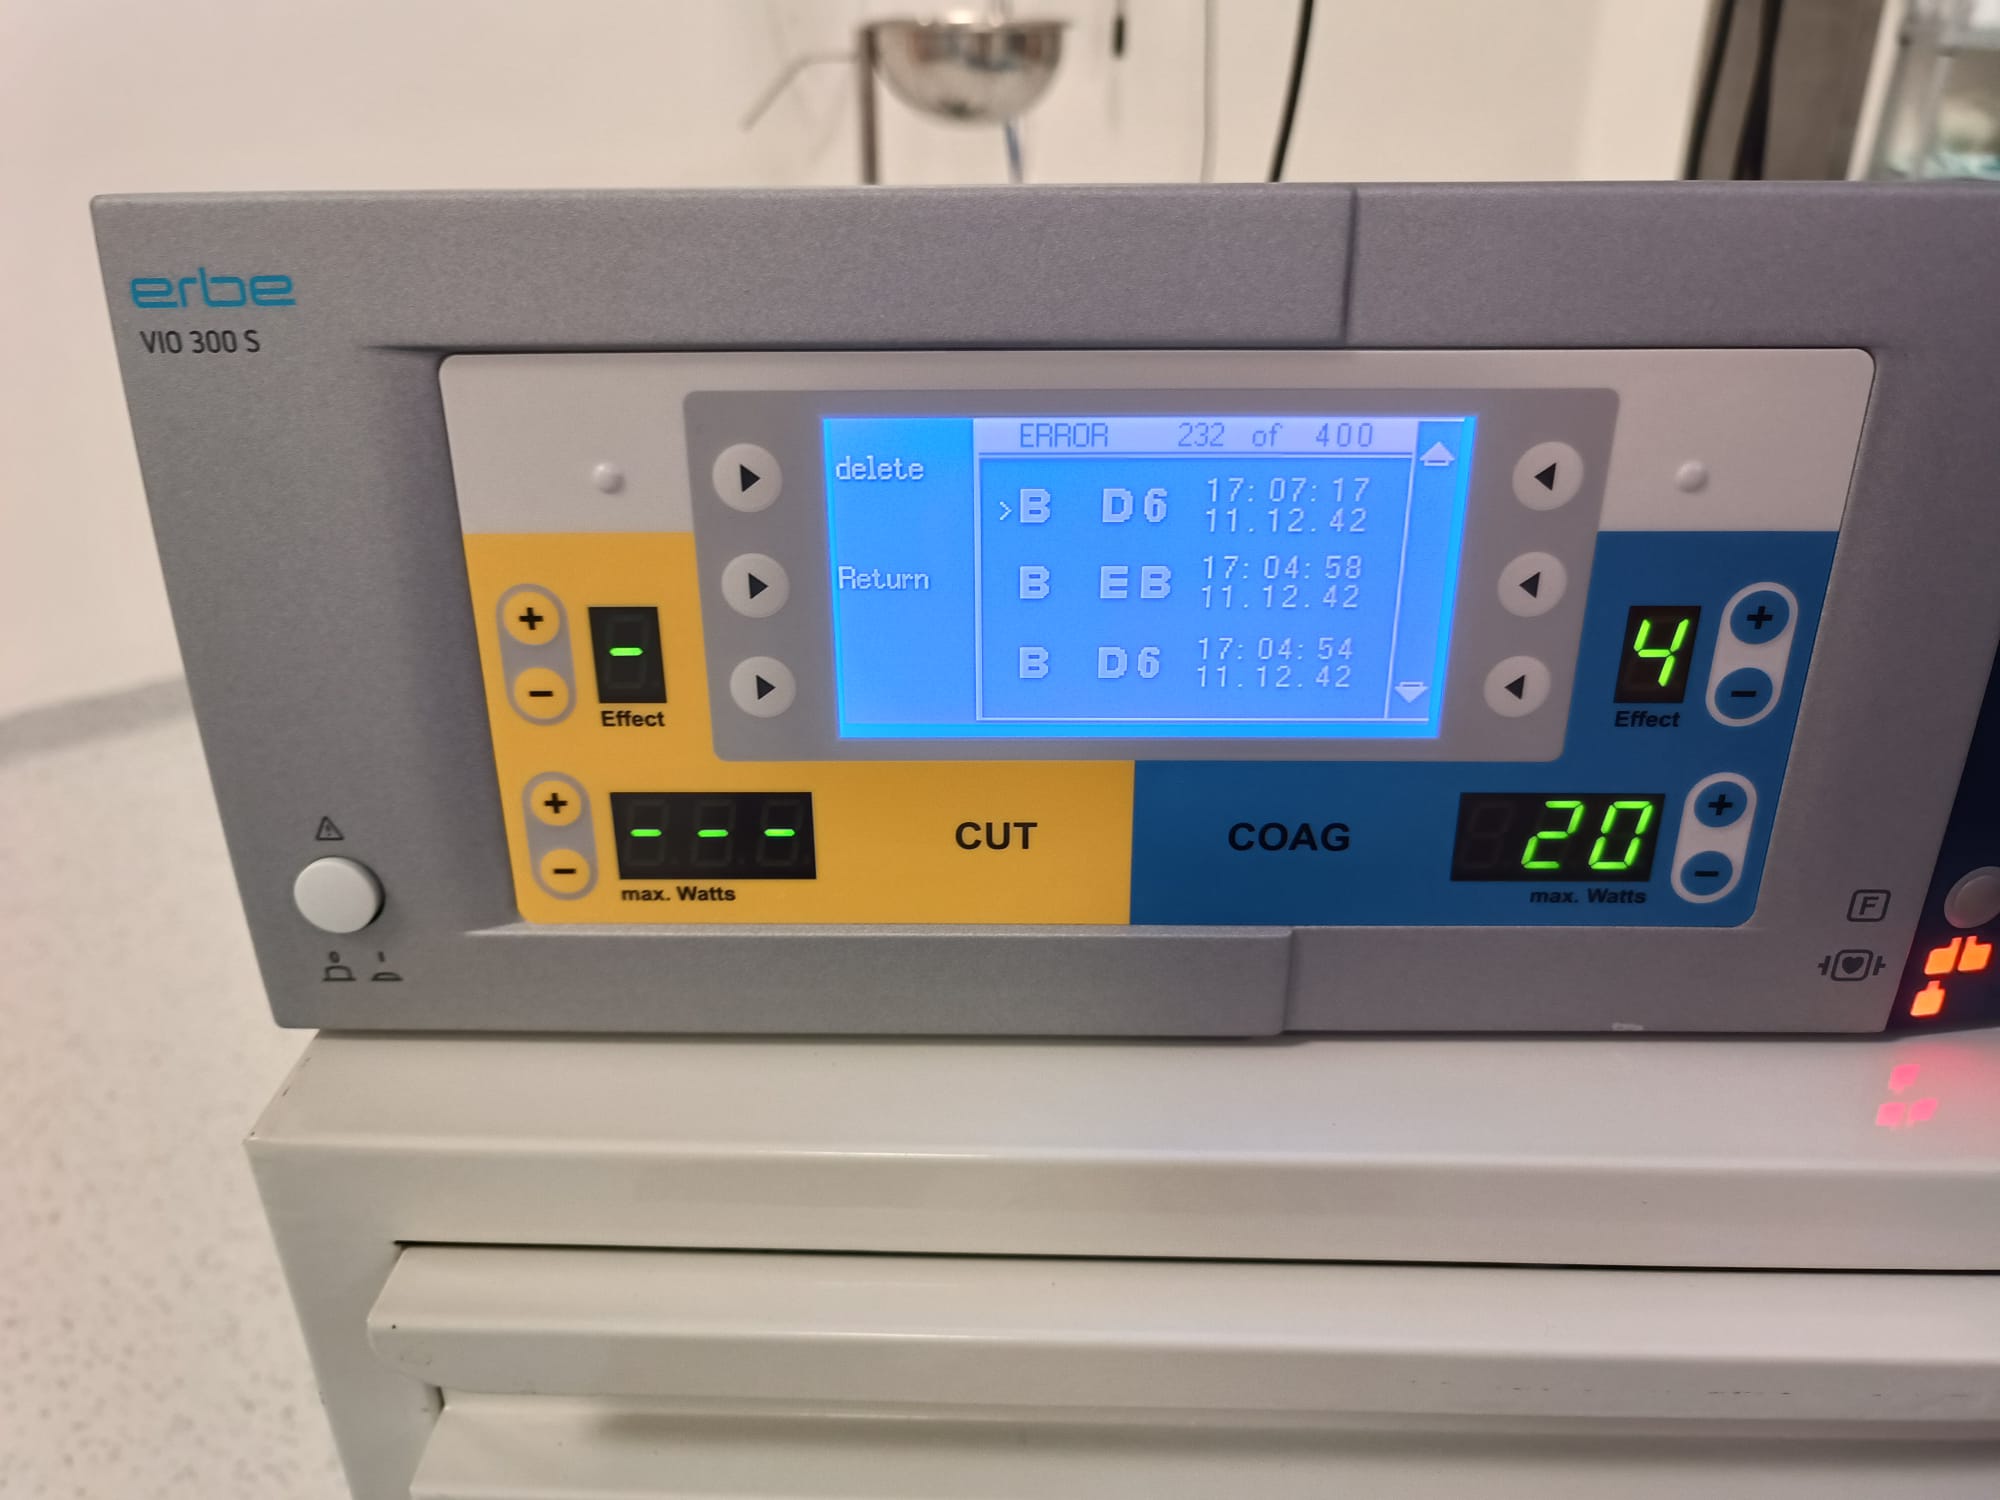 erbe
VIO 300 S
ERROR 232 of 400
delete
>B D6 17:07:17
11.12.42
Return
B EB 17:04:58
11.12.42
B D6 17:04:54
11.12.42
+
-
-
Effect
4
+
-
Effect
+
-
---
max. Watts
CUT
COAG
20
max. Watts
+
-
F
0 I